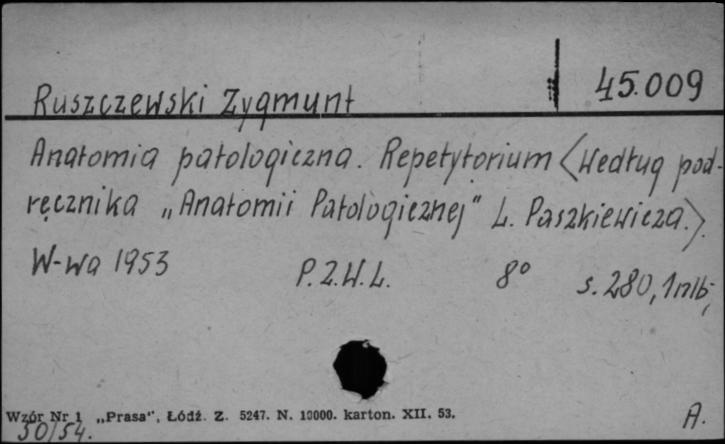 45.009
Ruszczewski Zygmunt
Anatomia patologiczna. Repetytorium <Według pod-
ręcznika „Anatomii Patologicznej" L. Paszkiewicza.>
W-wa 1953 P.Z.W.L. 8° s. 280, 1 nlb;
Wzór Nr 1 „Prasa", Łódź. Z. 5247. N. 10000. karton. XII. 53.
50/54. A.